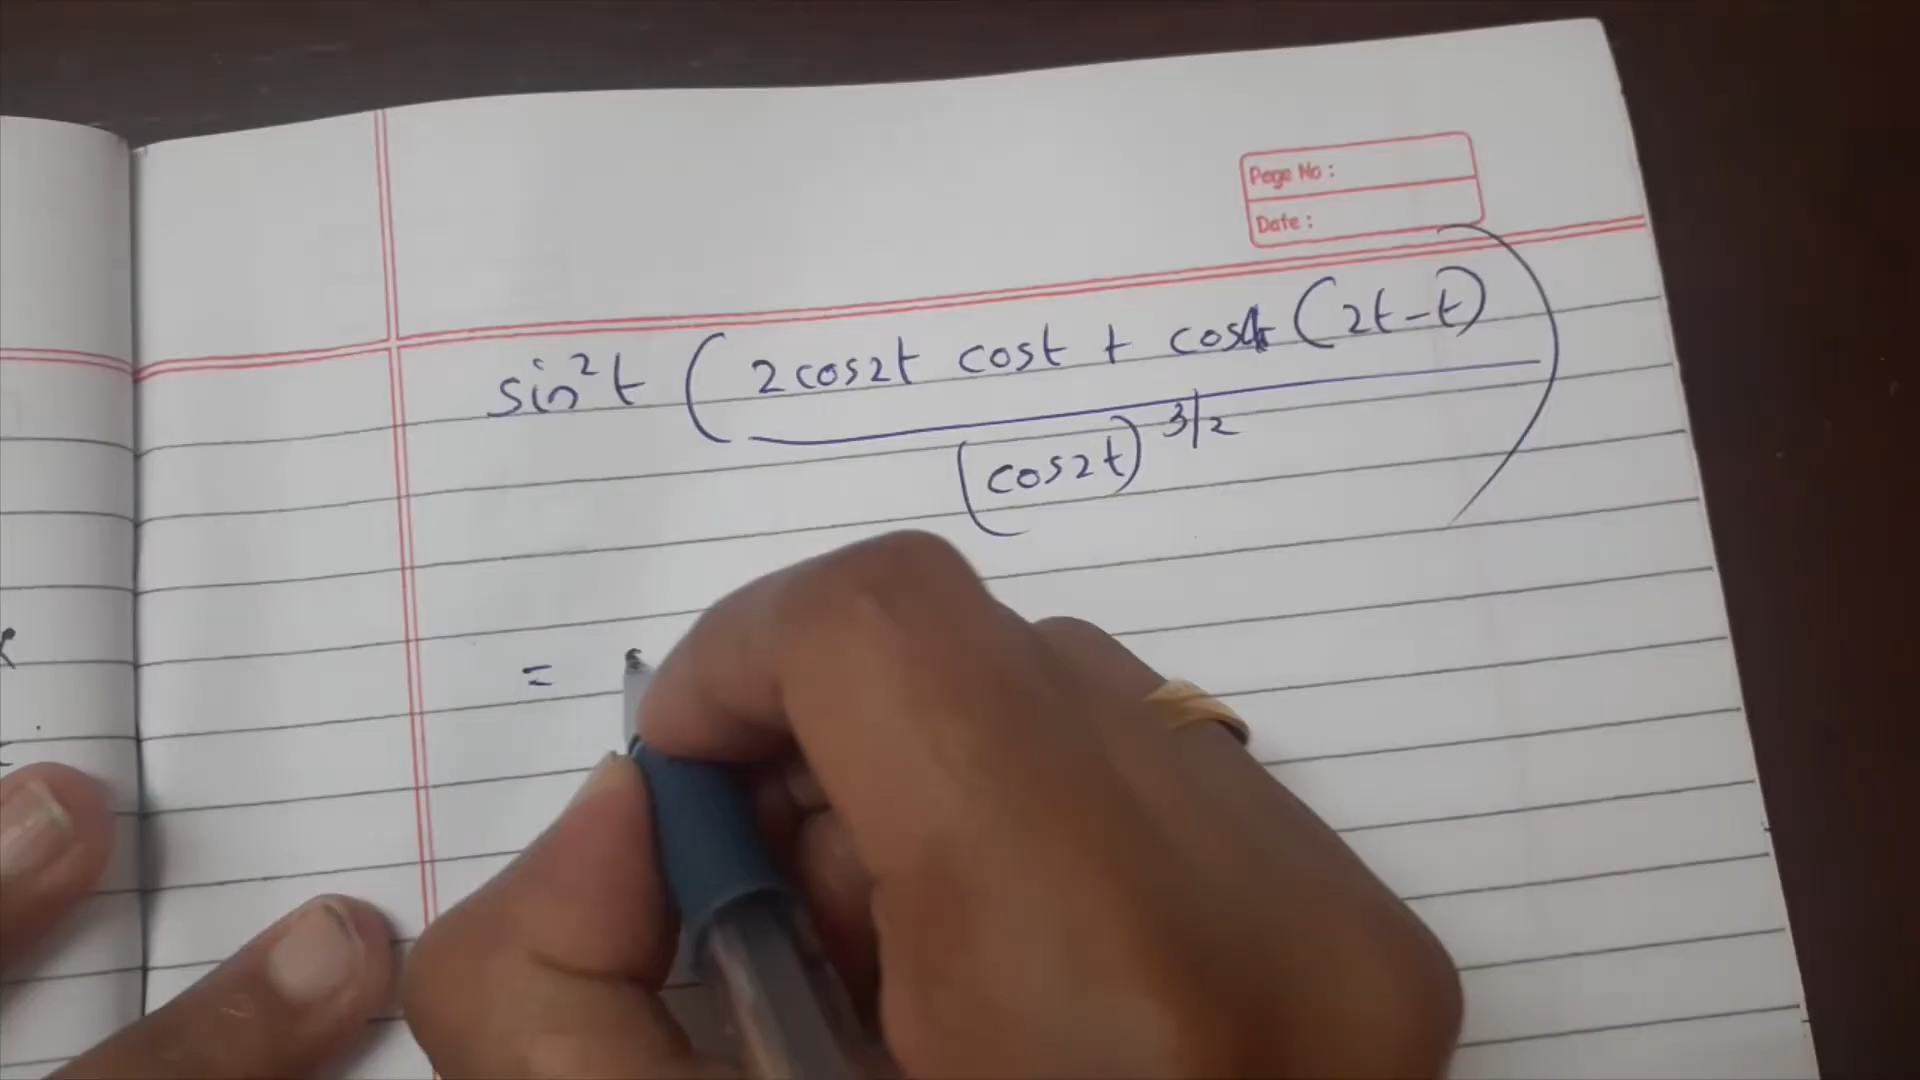 Page No :
Date :
sin²t ( 2cos2t cost + cos (2t-t)
(cos2t)^3/2 )
=